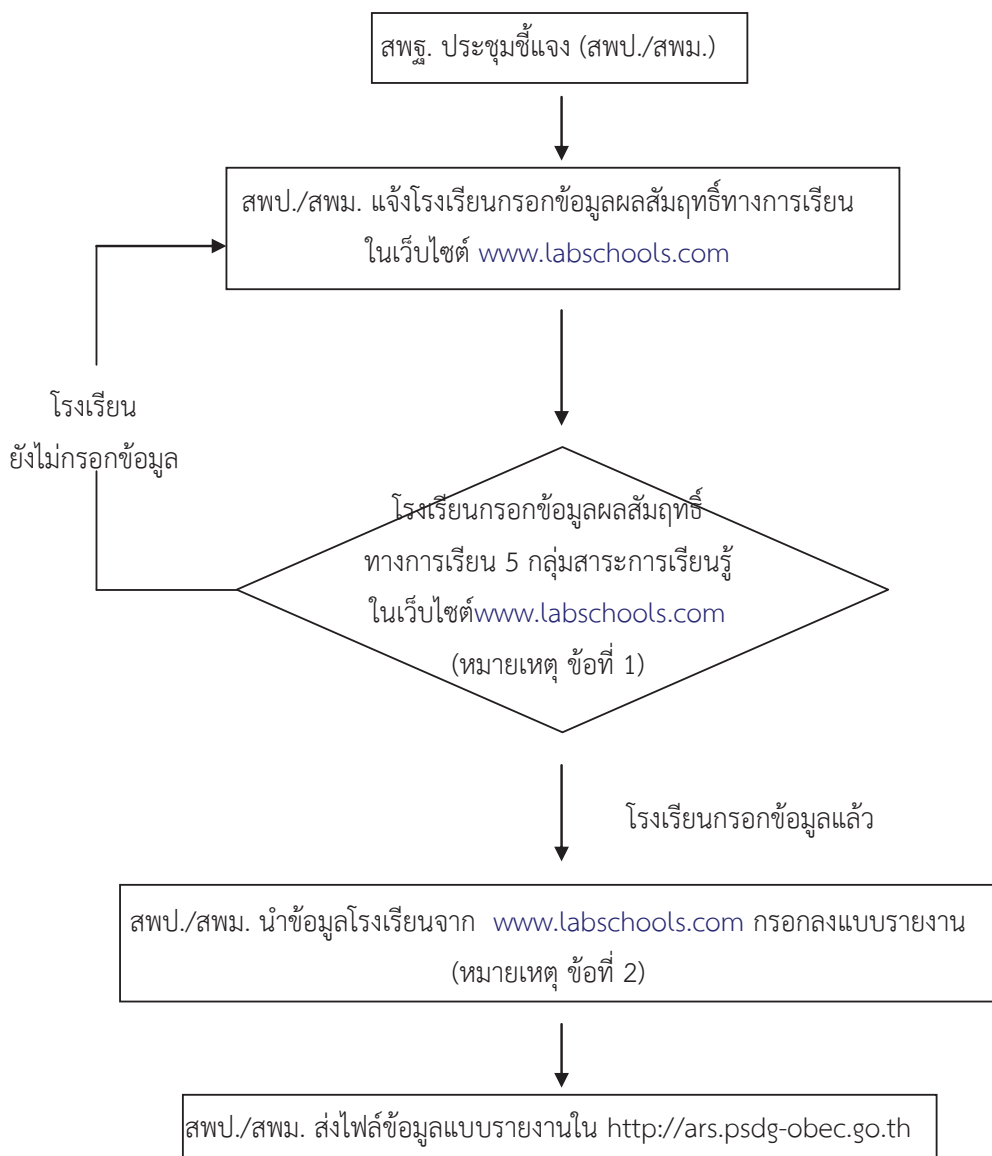 สพฐ. ประชุมชี้แจง (สพป./สพม.)
สพป./สพม. แจ้งโรงเรียนกรอกข้อมูลผลสัมฤทธิ์ทางการเรียน
ในเว็บไซต์ www.labschools.com
โรงเรียน
ยังไม่กรอกข้อมูล
โรงเรียนกรอกข้อมูลผลสัมฤทธิ์
ทางการเรียน 5 กลุ่มสาระการเรียนรู้
ในเว็บไซต์www.labschools.com
(หมายเหตุ ข้อที่ 1)
โรงเรียนกรอกข้อมูลแล้ว
สพป./สพม. นำข้อมูลโรงเรียนจาก www.labschools.com กรอกลงแบบรายงาน
(หมายเหตุ ข้อที่ 2)
สพป./สพม. ส่งไฟล์ข้อมูลแบบรายงานใน http://ars.psdg-obec.go.th